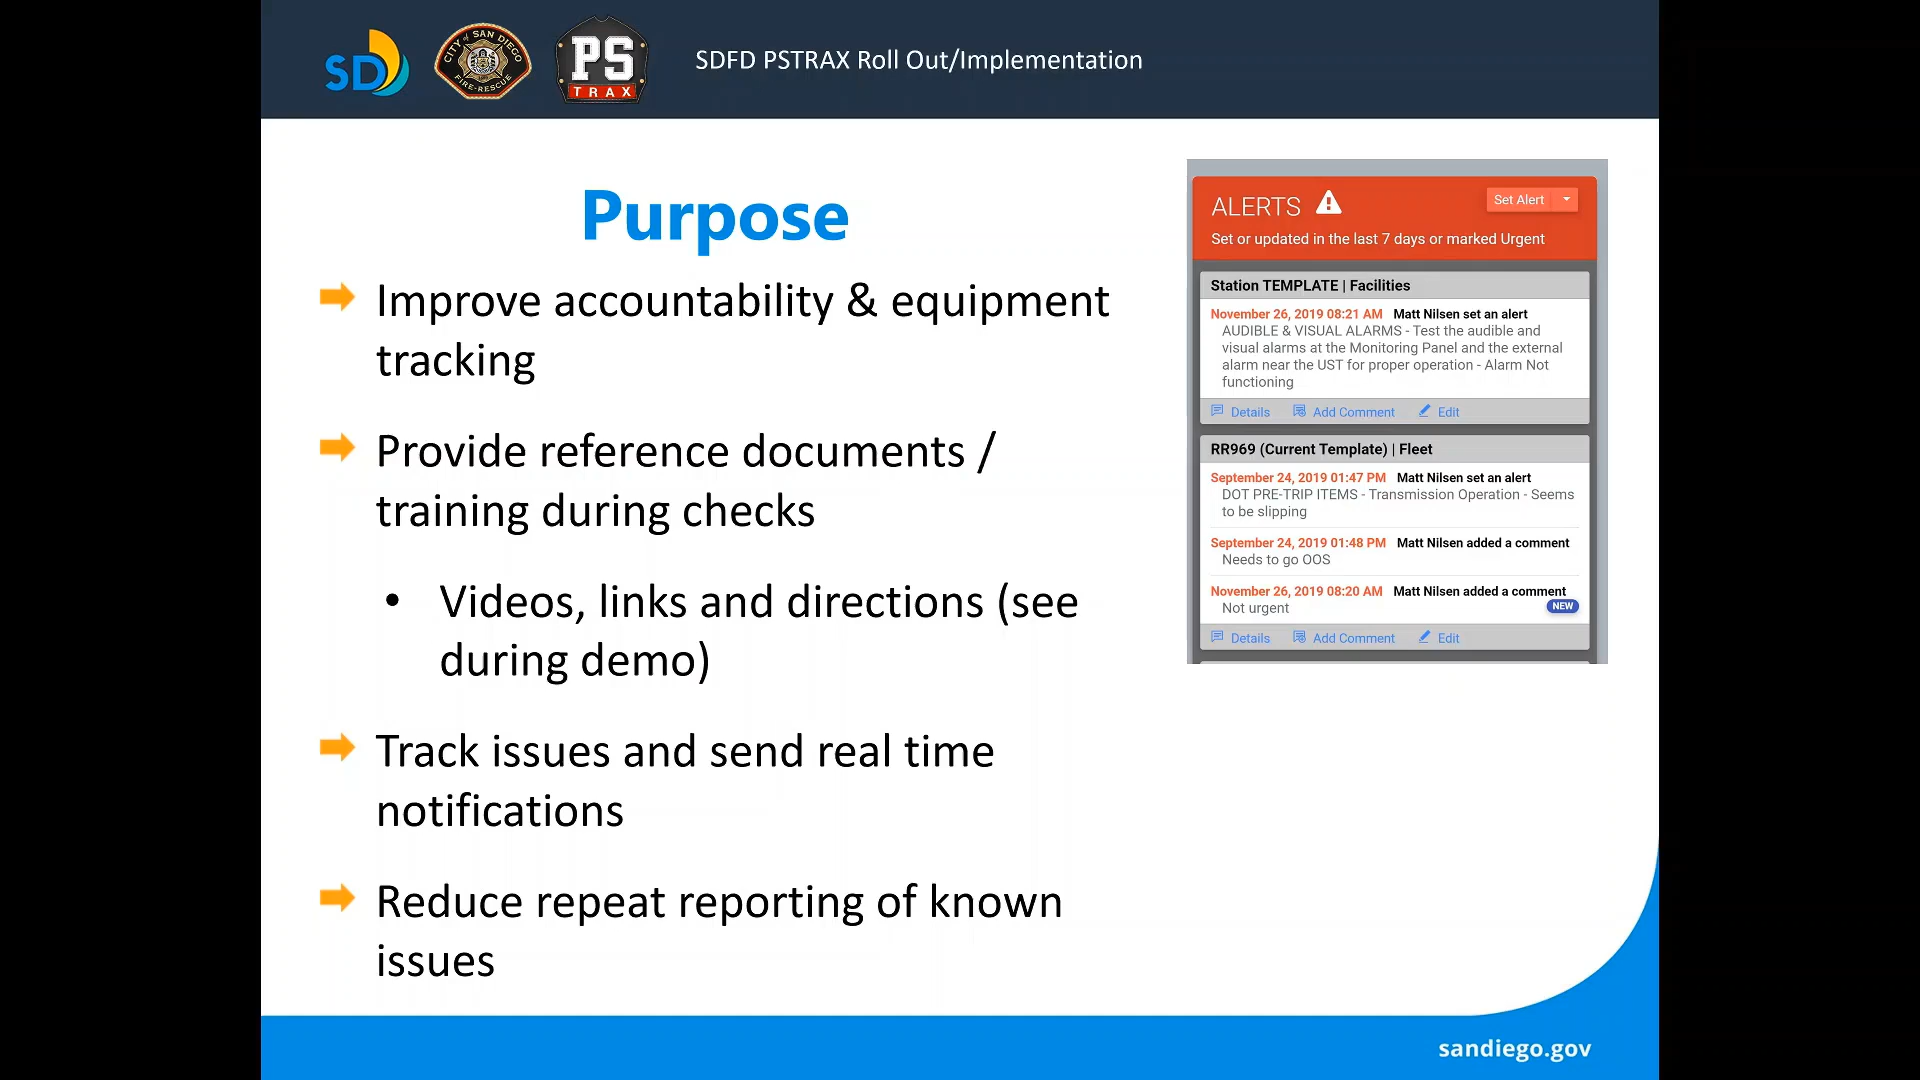 SD
CITY of SAN DIEGO
FIRE-RESCUE
PS
TRAX
SDFD PSTRAX Roll Out/Implementation
Purpose
Improve accountability & equipment
tracking
Provide reference documents /
training during checks
• Videos, links and directions (see
during demo)
Track issues and send real time
notifications
Reduce repeat reporting of known
issues
ALERTS
Set Alert
Set or updated in the last 7 days or marked Urgent
Station TEMPLATE | Facilities
November 26, 2019 08:21 AM Matt Nilsen set an alert
AUDIBLE & VISUAL ALARMS - Test the audible and
visual alarms at the Monitoring Panel and the external
alarm near the UST for proper operation - Alarm Not
functioning
Details Add Comment Edit
RR969 (Current Template) | Fleet
September 24, 2019 01:47 PM Matt Nilsen set an alert
DOT PRE-TRIP ITEMS - Transmission Operation - Seems
to be slipping
September 24, 2019 01:48 PM Matt Nilsen added a comment
Needs to go OOS
November 26, 2019 08:20 AM Matt Nilsen added a comment
Not urgent
NEW
Details Add Comment Edit
sandiego.gov